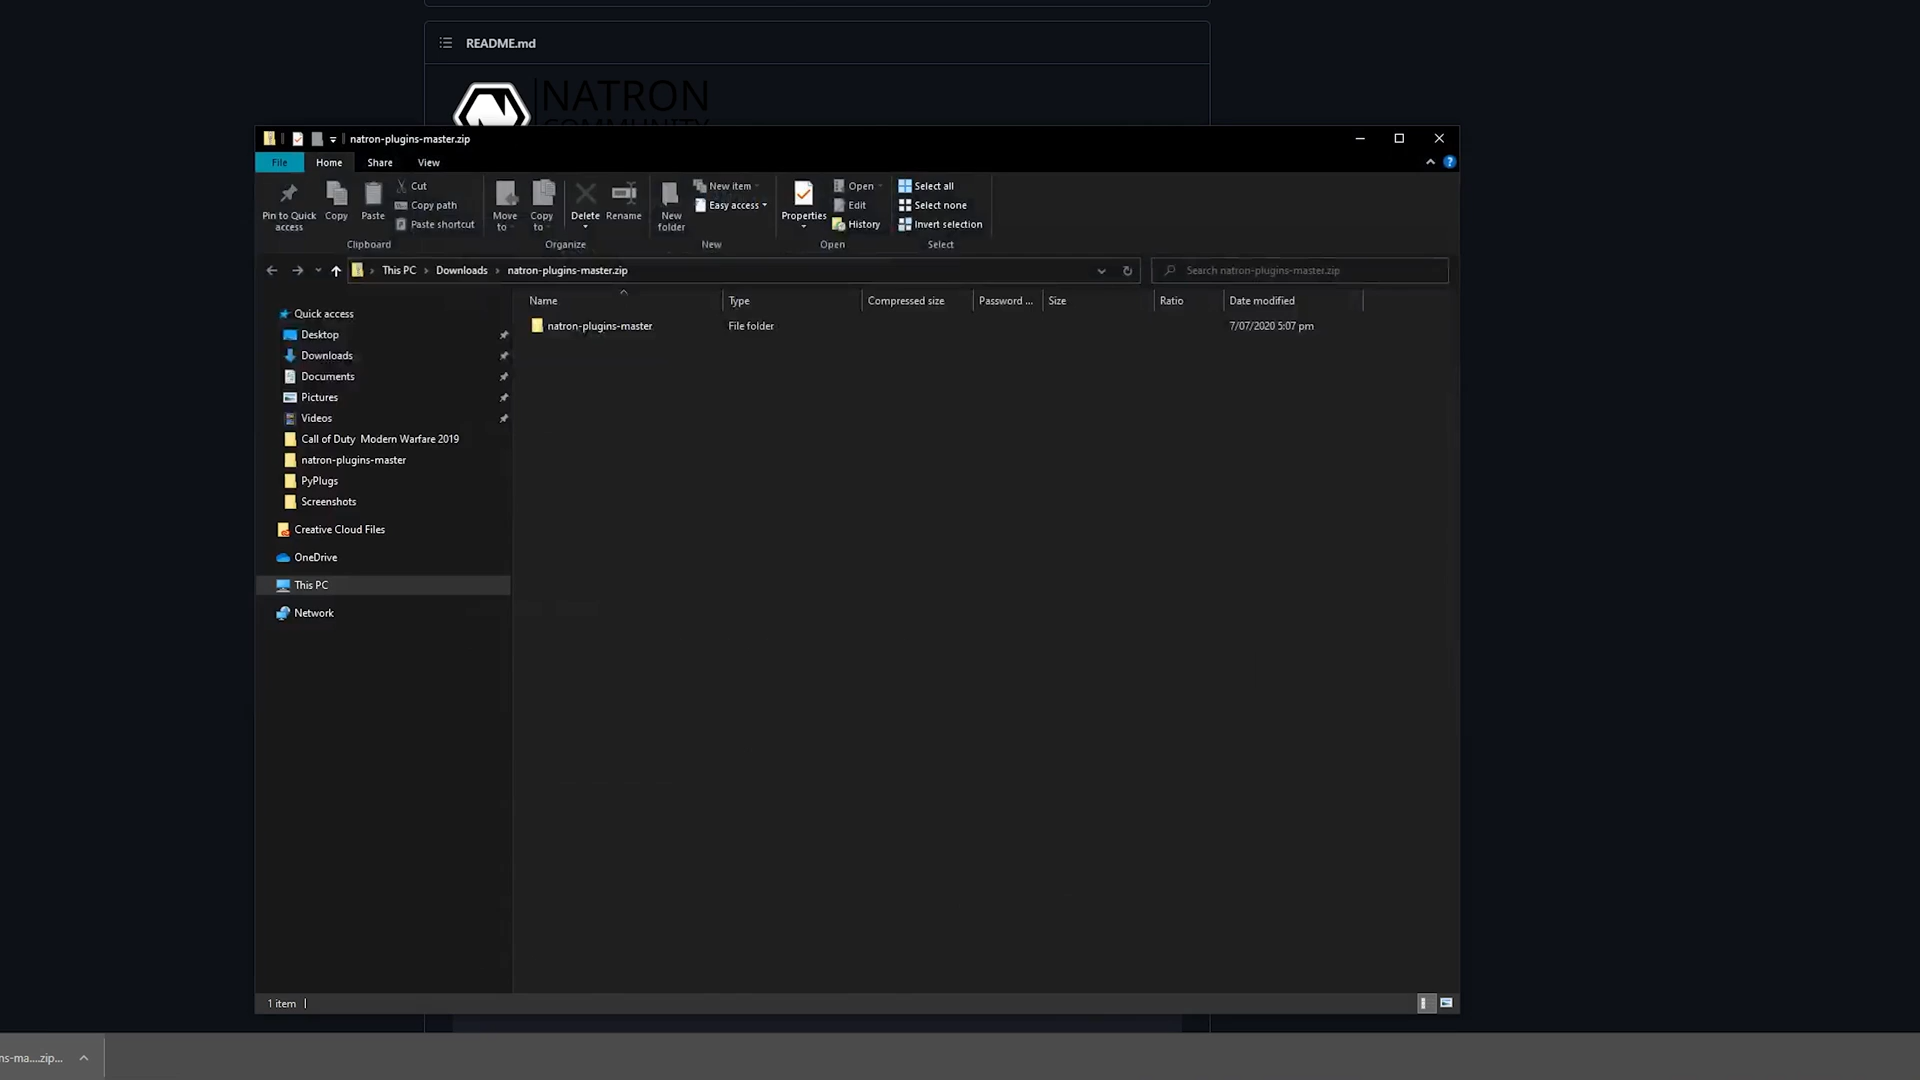 README.md
NATRON
COMMUNITY
natron-plugins-master.zip
File Home Share View
Pin to Quick access
Copy
Paste
Cut
Copy path
Paste shortcut
Clipboard
Move to
Copy to
Delete
Rename
Organize
New folder
New item
Easy access
New
Properties
Open
Edit
History
Open
Select all
Select none
Invert selection
Select
This PC > Downloads > natron-plugins-master.zip
Search natron-plugins-master.zip
Name Type Compressed size Password ... Size Ratio Date modified
natron-plugins-master File folder 7/07/2020 5:07 pm
Quick access
Desktop
Downloads
Documents
Pictures
Videos
Call of Duty Modern Warfare 2019
natron-plugins-master
PyPlugs
Screenshots
Creative Cloud Files
OneDrive
This PC
Network
1 item
ns-ma....zip...